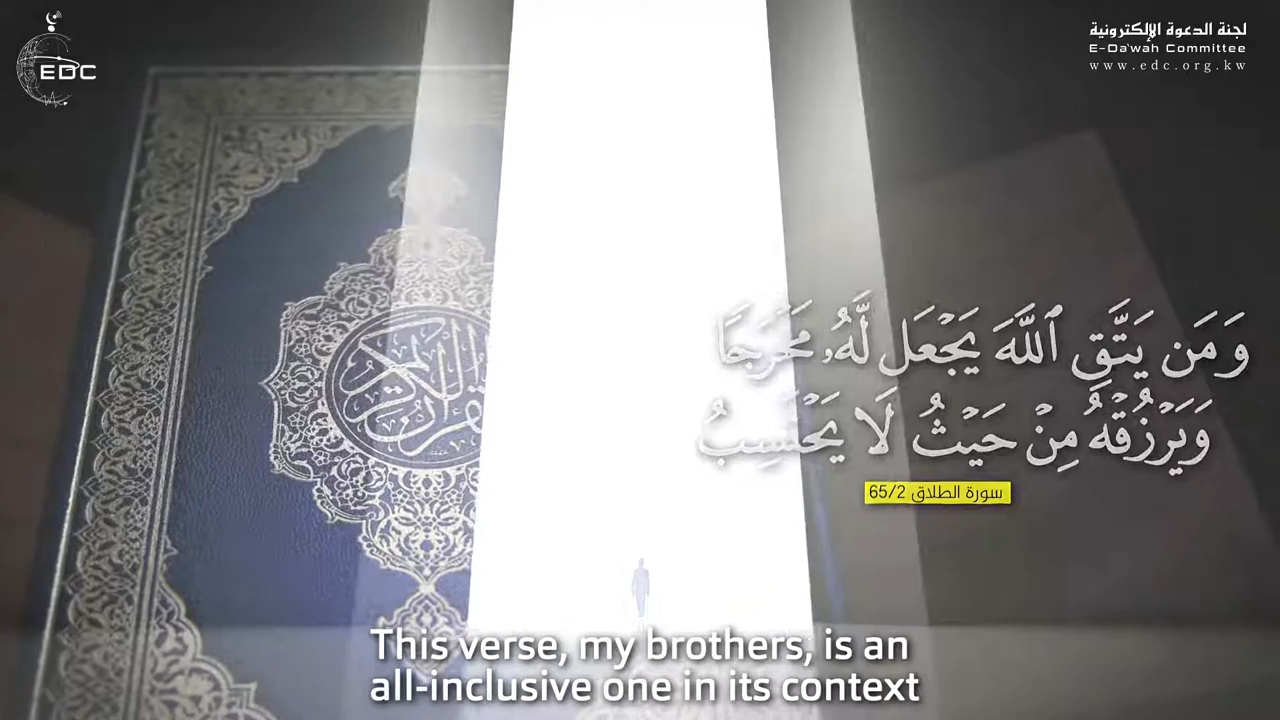 EDC
لجنة الدعوة الإلكترونية
E-Da'wah Committee
www.edc.org.kw
وَمَن يَتَّقِ ٱللَّهَ يَجْعَل لَّهُۥ مَخْرَجًا
وَيَرْزُقْهُ مِنْ حَيْثُ لَا يَحْتَسِبُ
سورة الطلاق 65/2
This verse, my brothers, is an
all-inclusive one in its context